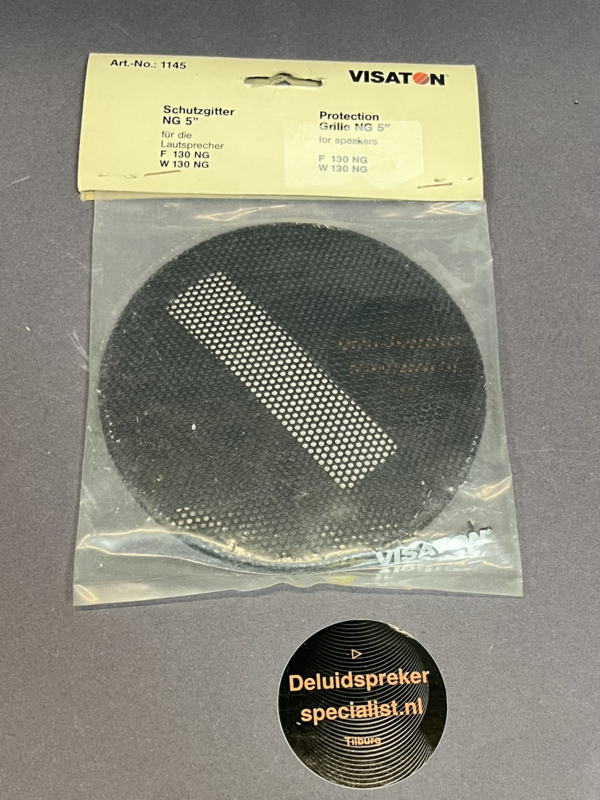 Art.-No.: 1145
VISATON
Schutzgitter
NG 5"
für die
Lautsprecher
F 130 NG
W 130 NG
Protection
Grille NG 5"
for speakers
F 130 NG
W 130 NG
VISATON
Deluidspreker
specialist.nl
Tilburg